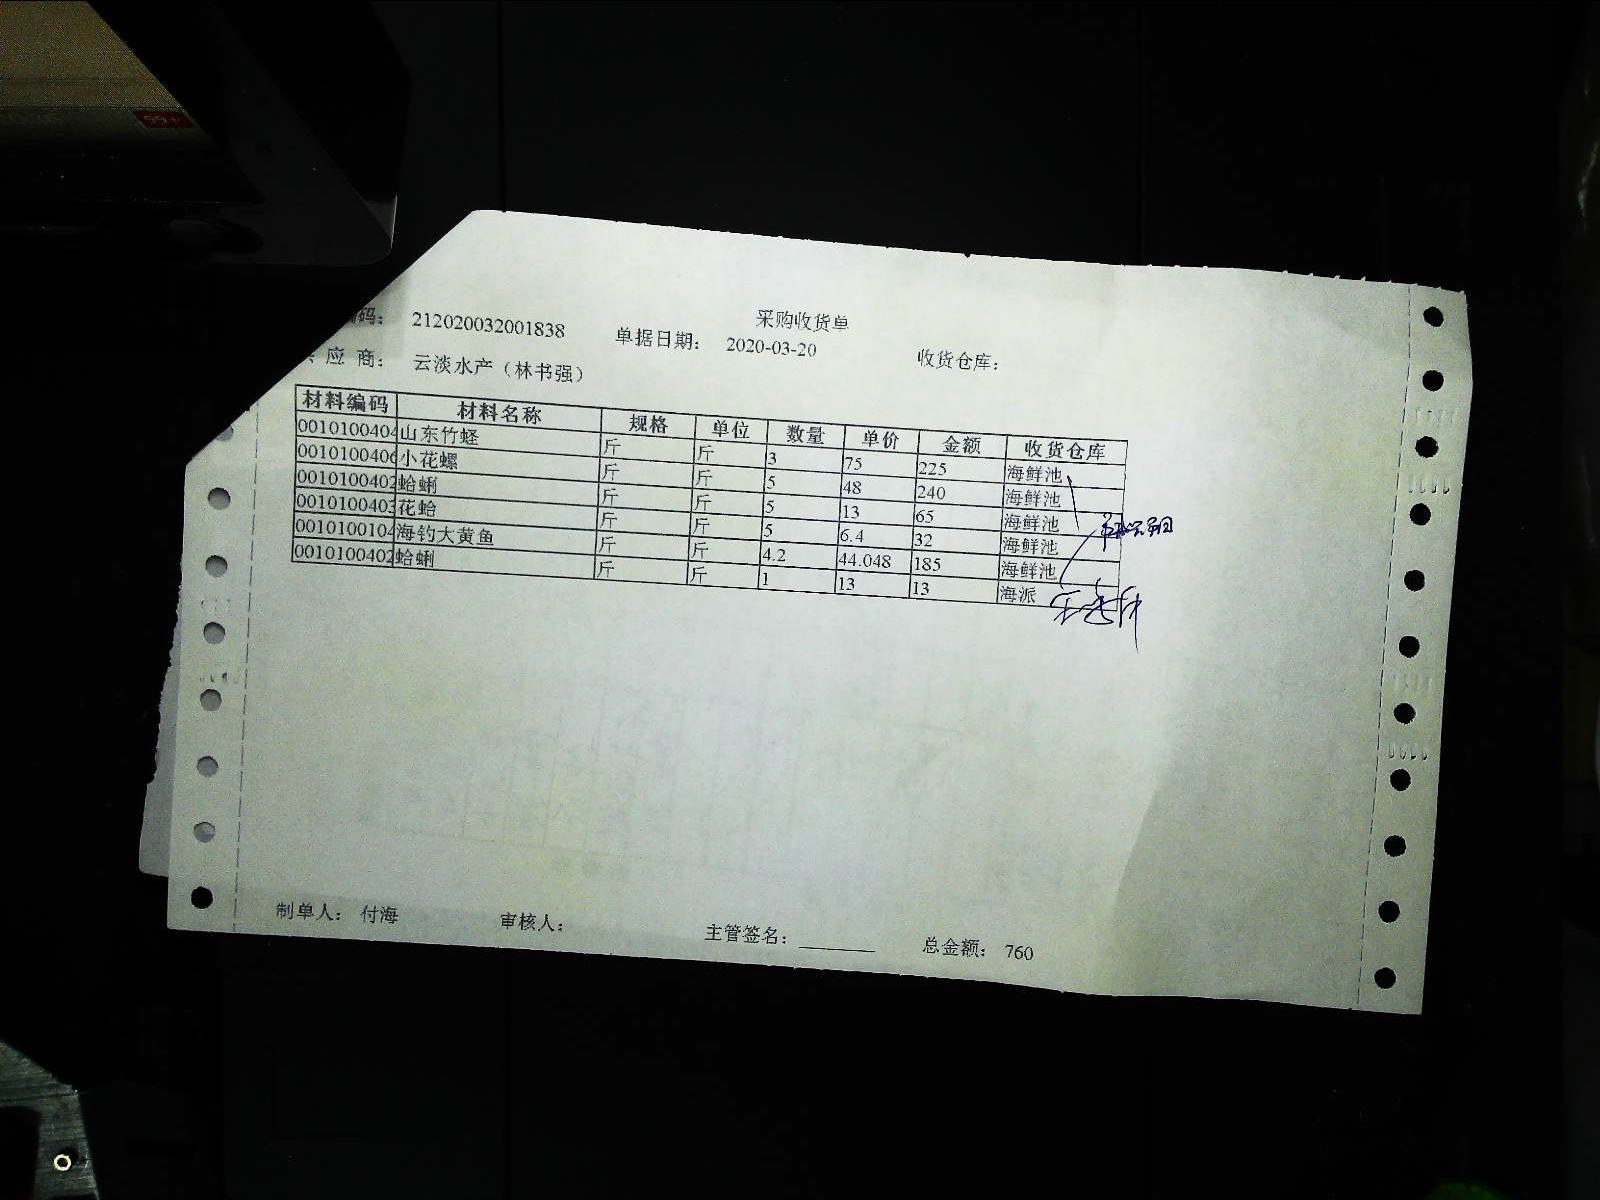 采购收货单
编码： 212020032001838 单据日期： 2020-03-20 收货仓库：
应 商： 云淡水产（林书强）
材料编码 材料名称 规格 单位 数量 单价 金额 收货仓库
0010100404 山东竹蛏 斤 斤 3 75 225 海鲜池
0010100406 小花螺 斤 斤 5 48 240 海鲜池
0010100402 蛤蜊 斤 斤 5 13 65 海鲜池
0010100403 花蛤 斤 斤 5 6.4 32 海鲜池
0010100104 海钓大黄鱼 斤 斤 4.2 44.048 185 海鲜池
0010100402 蛤蜊 斤 斤 1 13 13 海派
制单人： 付海 审核人： 主管签名： 总金额： 760
99+